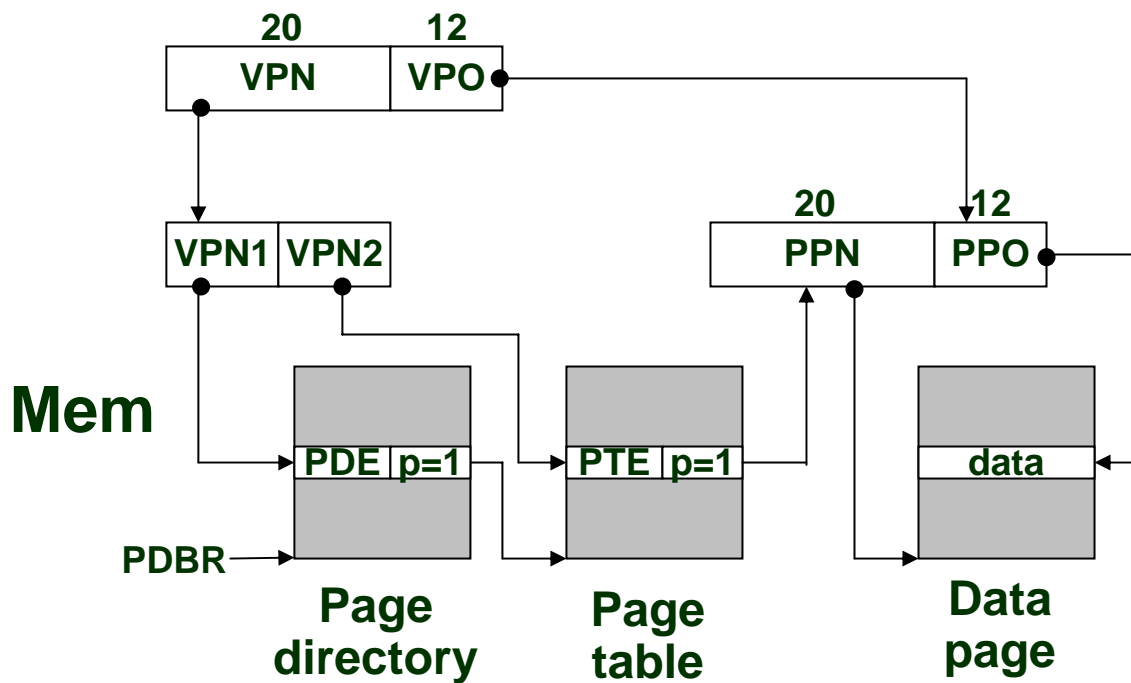 20 12
VPN VPO
20 12
VPN1 VPN2 PPN PPO
Mem
PDE p=1 PTE p=1 data
PDBR
Page directory
Page table
Data page